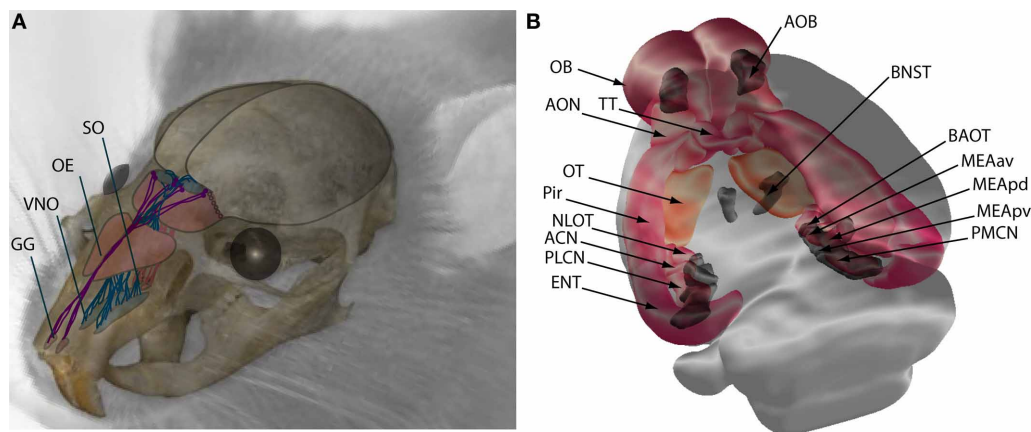 A
SO
OE
VNO
GG
B
AOB
OB
BNST
AON
TT
BAOT
MEAav
OT
MEApd
Pir
MEApv
NLOT
PMCN
ACN
PLCN
ENT